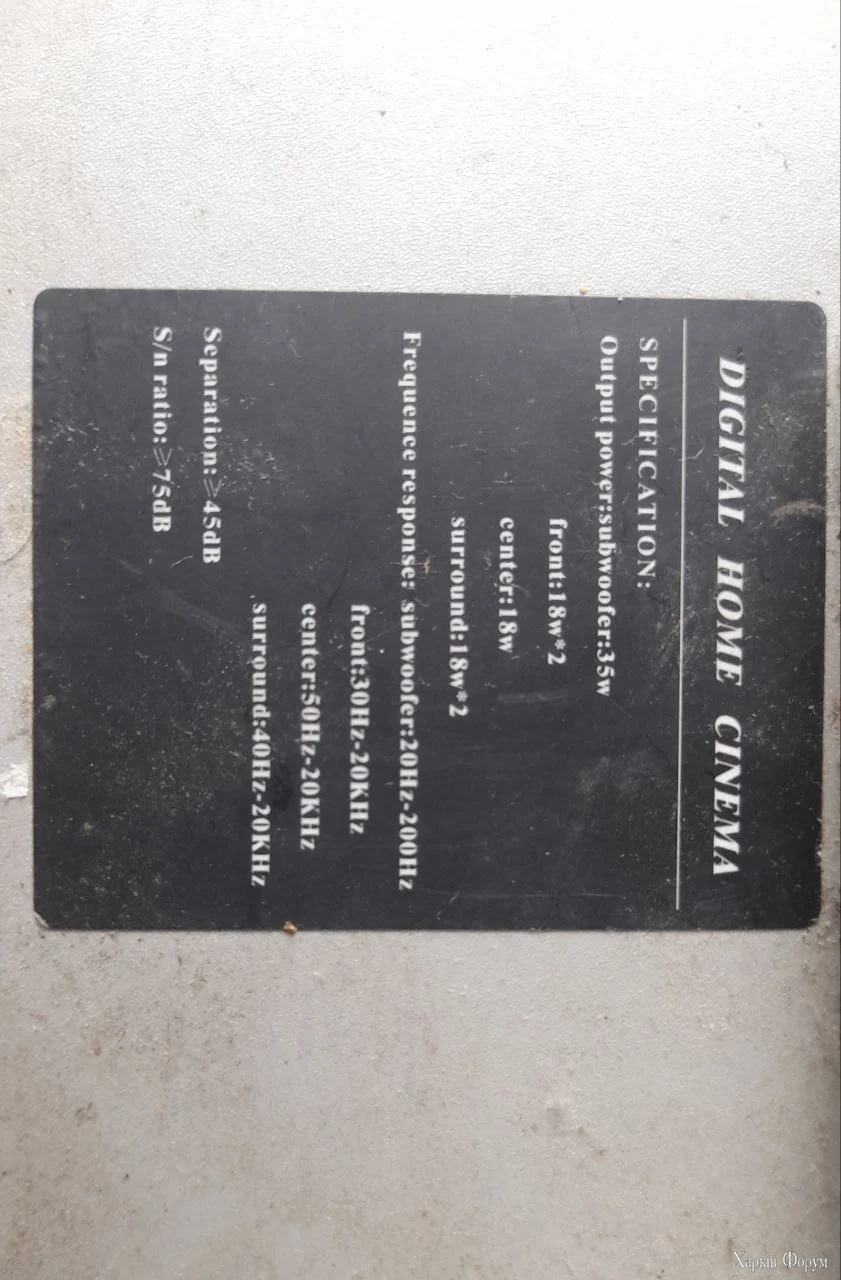 DIGITAL HOME CINEMA
SPECIFICATION:
Output power:subwoofer:35w
front:18w*2
center:18w
surround:18w*2
Frequence response: subwoofer:20Hz-200Hz
front:30Hz-20KHz
center:50Hz-20KHz
surround:40Hz-20KHz
Separation:≥45dB
S/n ratio:≥75dB
Харків Форум